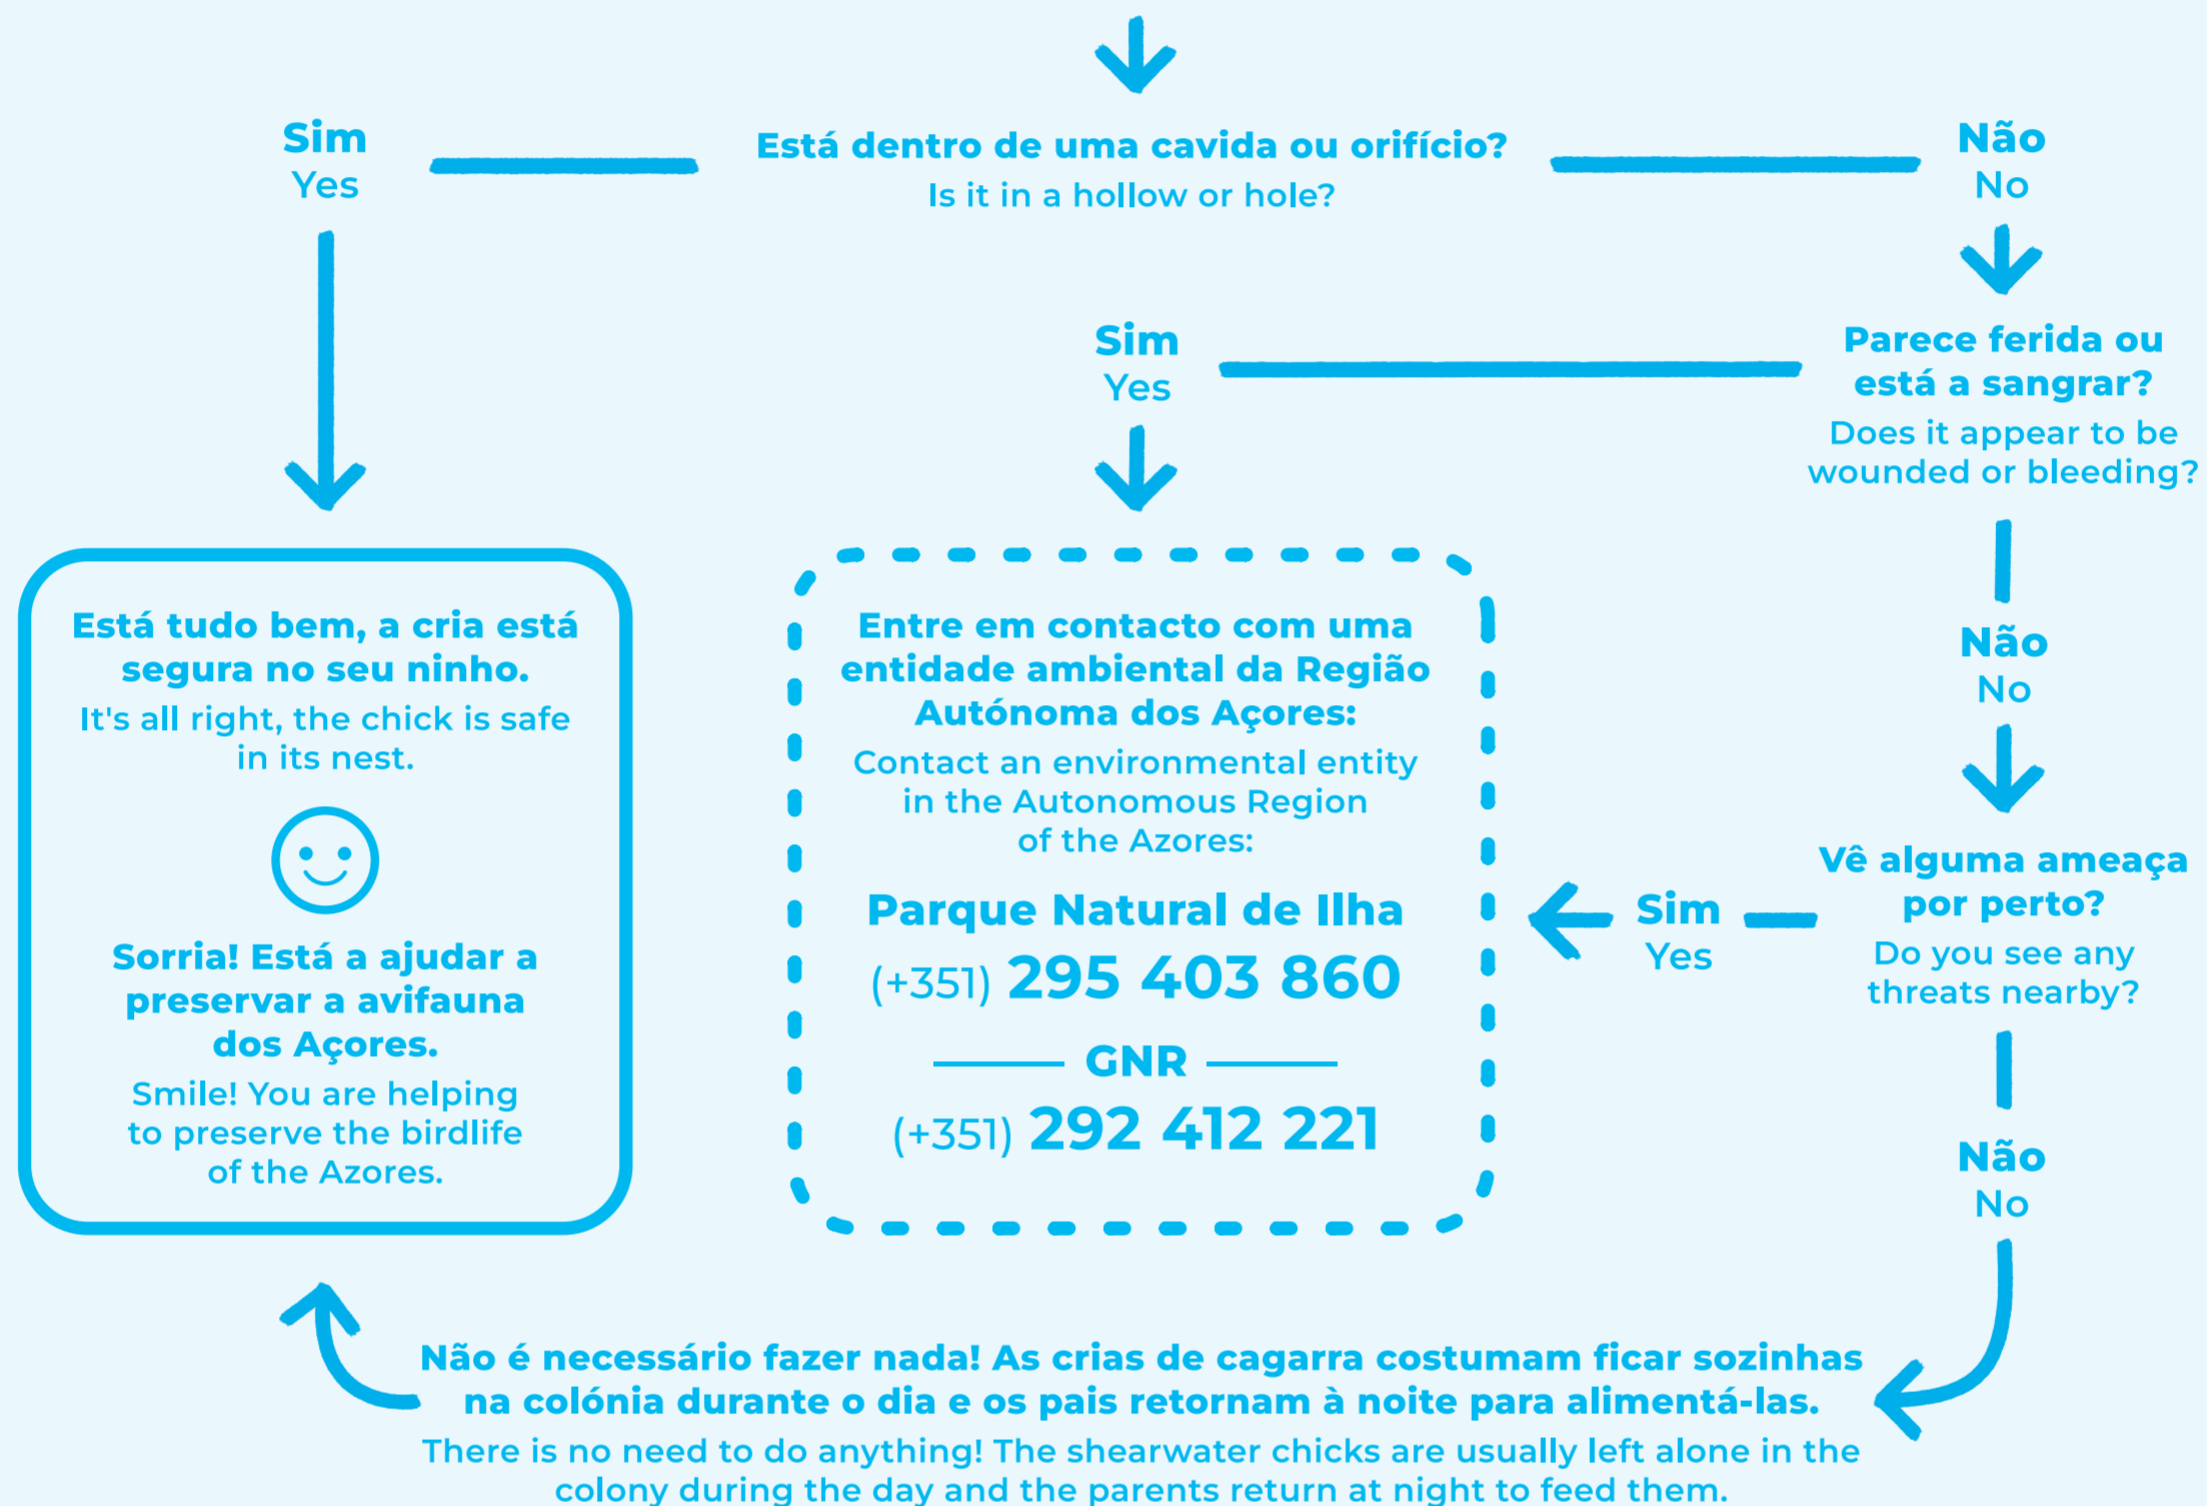 Está dentro de uma cavida ou orifício?
Is it in a hollow or hole?
Sim
Yes
Não
No
Parece ferida ou
está a sangrar?
Does it appear to be
wounded or bleeding?
Sim
Yes
Não
No
Vê alguma ameaça
por perto?
Do you see any
threats nearby?
Sim
Yes
Não
No
Está tudo bem, a cria está
segura no seu ninho.
It's all right, the chick is safe
in its nest.
Sorria! Está a ajudar a
preservar a avifauna
dos Açores.
Smile! You are helping
to preserve the birdlife
of the Azores.
Entre em contacto com uma
entidade ambiental da Região
Autónoma dos Açores:
Contact an environmental entity
in the Autonomous Region
of the Azores:
Parque Natural de Ilha
(+351) 295 403 860
GNR
(+351) 292 412 221
Não é necessário fazer nada! As crias de cagarra costumam ficar sozinhas
na colónia durante o dia e os pais retornam à noite para alimentá-las.
There is no need to do anything! The shearwater chicks are usually left alone in the
colony during the day and the parents return at night to feed them.